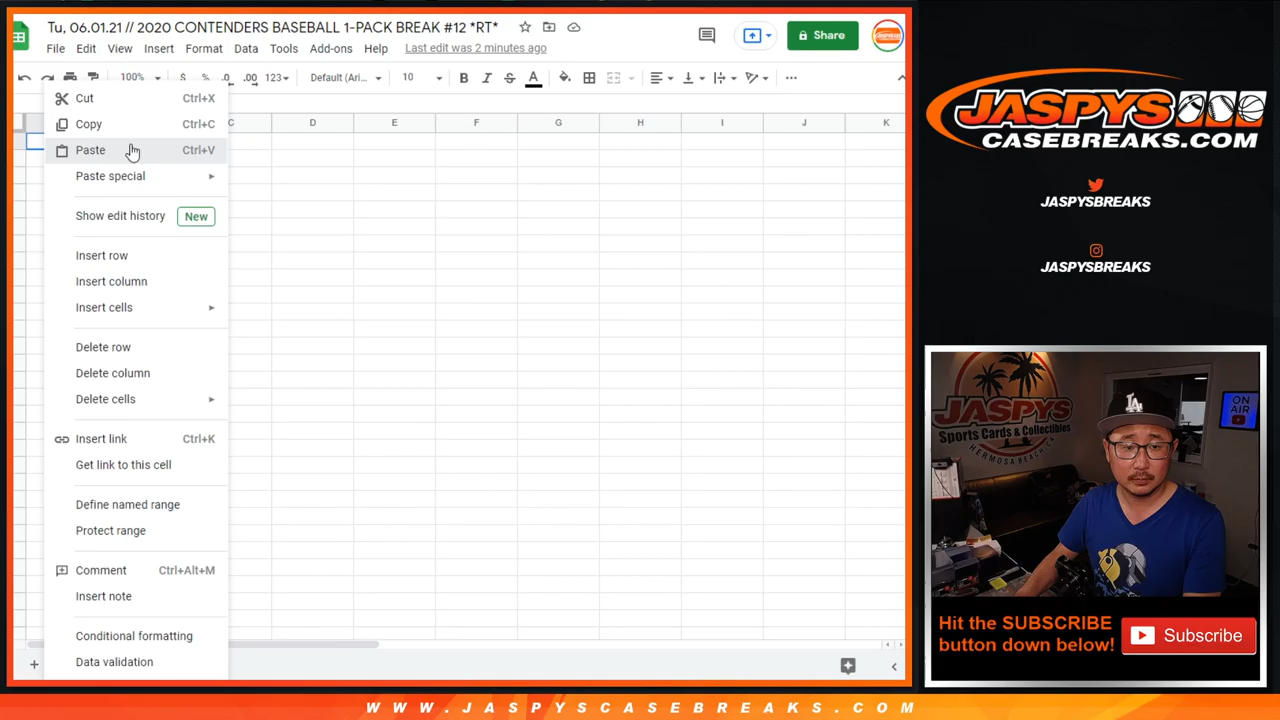 Tu, 06.01.21 // 2020 CONTENDERS BASEBALL 1-PACK BREAK #12 *RT*
File Edit View Insert Format Data Tools Add-ons Help Last edit was 2 minutes ago
Share
100% $ % .0 .00 123 Default (Ari... 10 B I S A
C D E F G H I J K
Cut Ctrl+X
Copy Ctrl+C
Paste Ctrl+V
Paste special
Show edit history New
Insert row
Insert column
Insert cells
Delete row
Delete column
Delete cells
Insert link Ctrl+K
Get link to this cell
Define named range
Protect range
Comment Ctrl+Alt+M
Insert note
Conditional formatting
Data validation
JASPYS
CASEBREAKS.COM
JASPYSBREAKS
JASPYSBREAKS
JASPYS
Sports Cards & Collectibles
HERMOSA BEACH CA
ON
AIR
LA
Hit the SUBSCRIBE
button down below!
Subscribe
WWW.JASPYSCASEBREAKS.COM